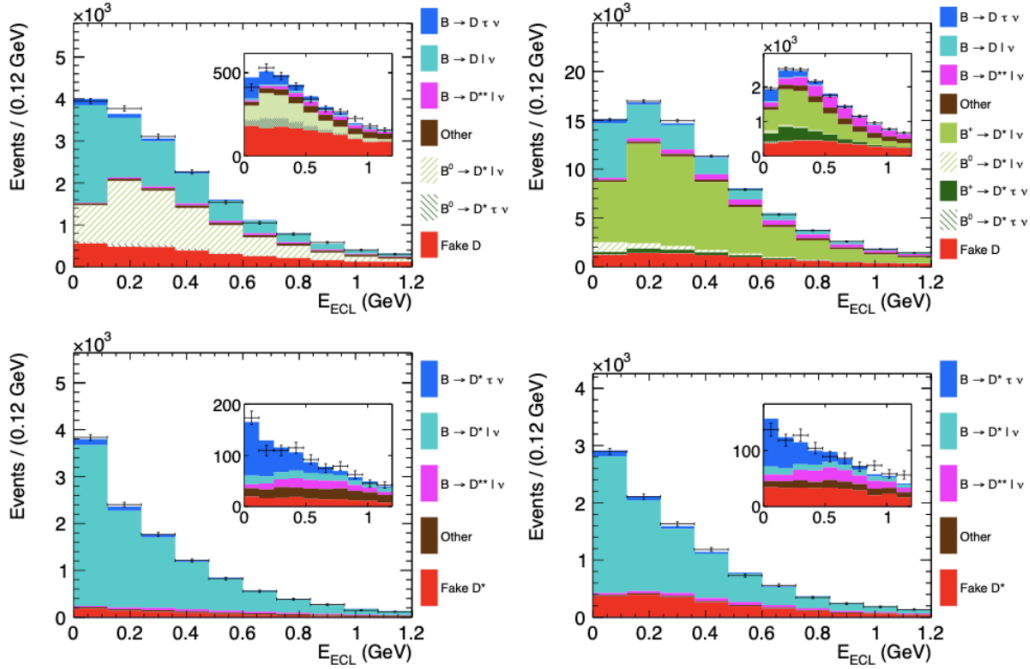 ×10³
Events / (0.12 GeV)
5
4
3
2
1
0
0 0.2 0.4 0.6 0.8 1 1.2
E_ECL (GeV)
500
0
0 0.5 1
B → D τ ν
B → D l ν
B → D** l ν
Other
B⁰ → D* l ν
B⁰ → D* τ ν
Fake D
×10³
Events / (0.12 GeV)
25
20
15
10
5
0
0 0.2 0.4 0.6 0.8 1 1.2
E_ECL (GeV)
×10³
2
0
0 0.5 1
B → D τ ν
B → D l ν
B → D** l ν
Other
B⁺ → D* l ν
B⁰ → D* l ν
B⁺ → D* τ ν
B⁰ → D* τ ν
Fake D
×10³
Events / (0.12 GeV)
5
4
3
2
1
0
0 0.2 0.4 0.6 0.8 1 1.2
E_ECL (GeV)
200
100
0
0 0.5 1
B → D* τ ν
B → D* l ν
B → D** l ν
Other
Fake D*
×10³
Events / (0.12 GeV)
4
3
2
1
0
0 0.2 0.4 0.6 0.8 1 1.2
E_ECL (GeV)
100
0
0 0.5 1
B → D* τ ν
B → D* l ν
B → D** l ν
Other
Fake D*